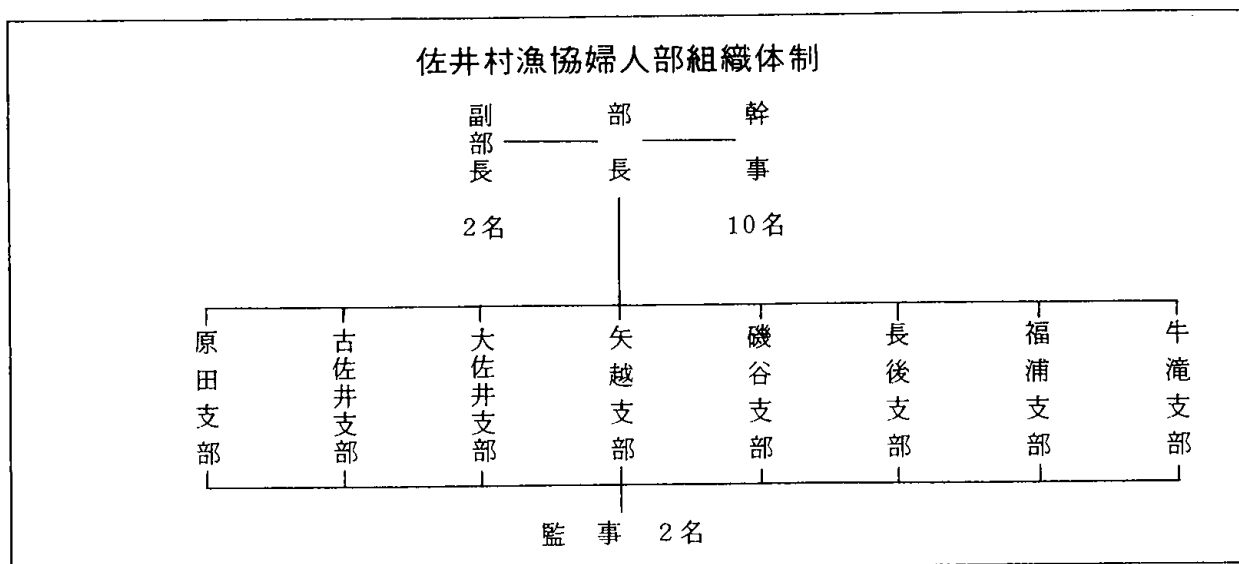 佐井村漁協婦人部組織体制
副部長
部長
幹事
2名
10名
原田支部
古佐井支部
大佐井支部
矢越支部
磯谷支部
長後支部
福浦支部
牛滝支部
監事 2名